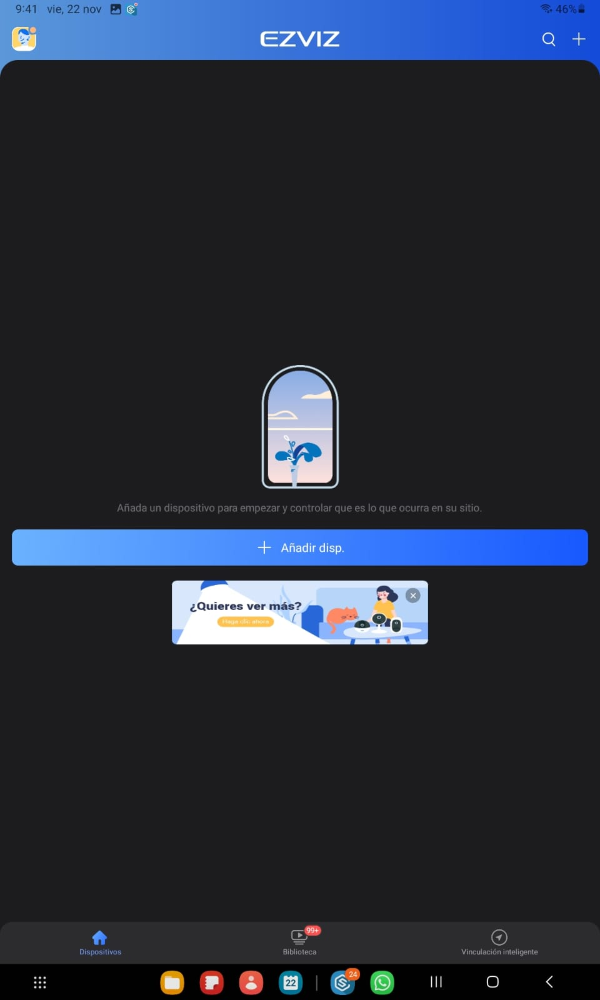 9:41 vie, 22 nov 46%
EZVIZ
Añada un dispositivo para empezar y controlar que es lo que ocurra en su sitio.
Añadir disp.
¿Quieres ver más?
Haga clic ahora
99+
Dispositivos Biblioteca Vinculación inteligente
22 24